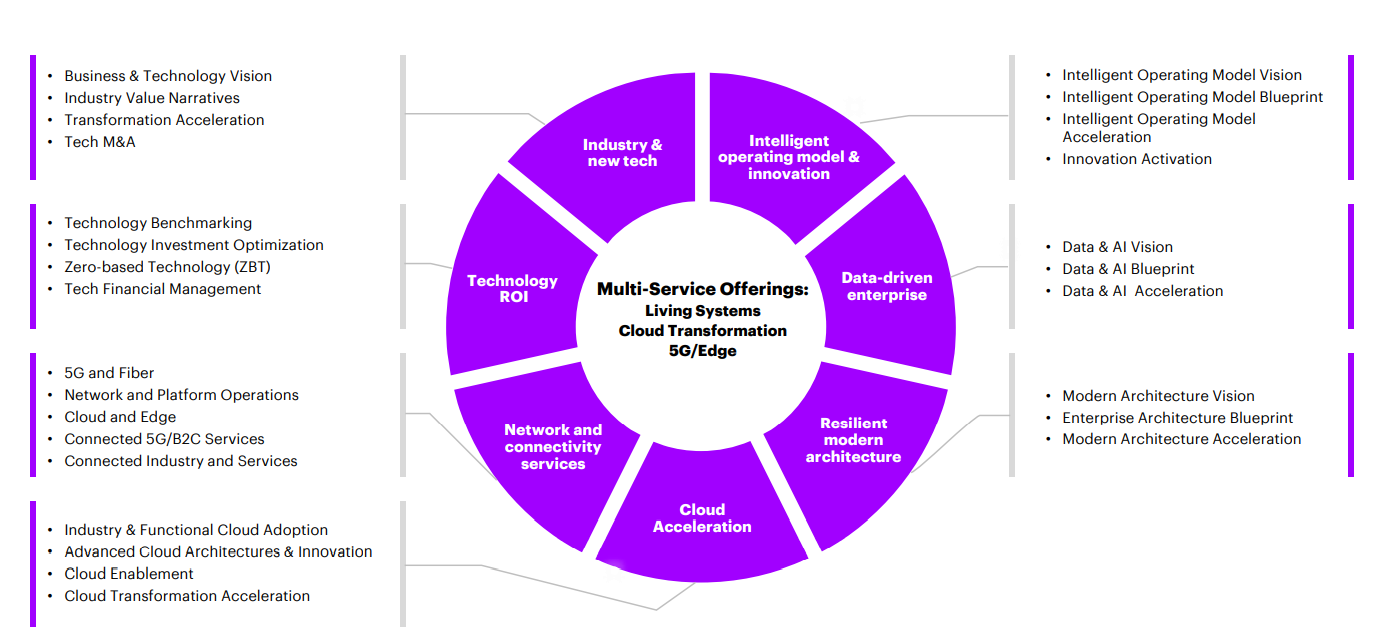 • Business & Technology Vision
• Industry Value Narratives
• Transformation Acceleration
• Tech M&A
• Technology Benchmarking
• Technology Investment Optimization
• Zero-based Technology (ZBT)
• Tech Financial Management
• 5G and Fiber
• Network and Platform Operations
• Cloud and Edge
• Connected 5G/B2C Services
• Connected Industry and Services
• Industry & Functional Cloud Adoption
• Advanced Cloud Architectures & Innovation
• Cloud Enablement
• Cloud Transformation Acceleration
Industry &
new tech
Intelligent
operating model &
innovation
Technology
ROI
Data-driven
enterprise
Multi-Service Offerings:
Living Systems
Cloud Transformation
5G/Edge
Network and
connectivity
services
Resilient
modern
architecture
Cloud
Acceleration
• Intelligent Operating Model Vision
• Intelligent Operating Model Blueprint
• Intelligent Operating Model
Acceleration
• Innovation Activation
• Data & AI Vision
• Data & AI Blueprint
• Data & AI Acceleration
• Modern Architecture Vision
• Enterprise Architecture Blueprint
• Modern Architecture Acceleration